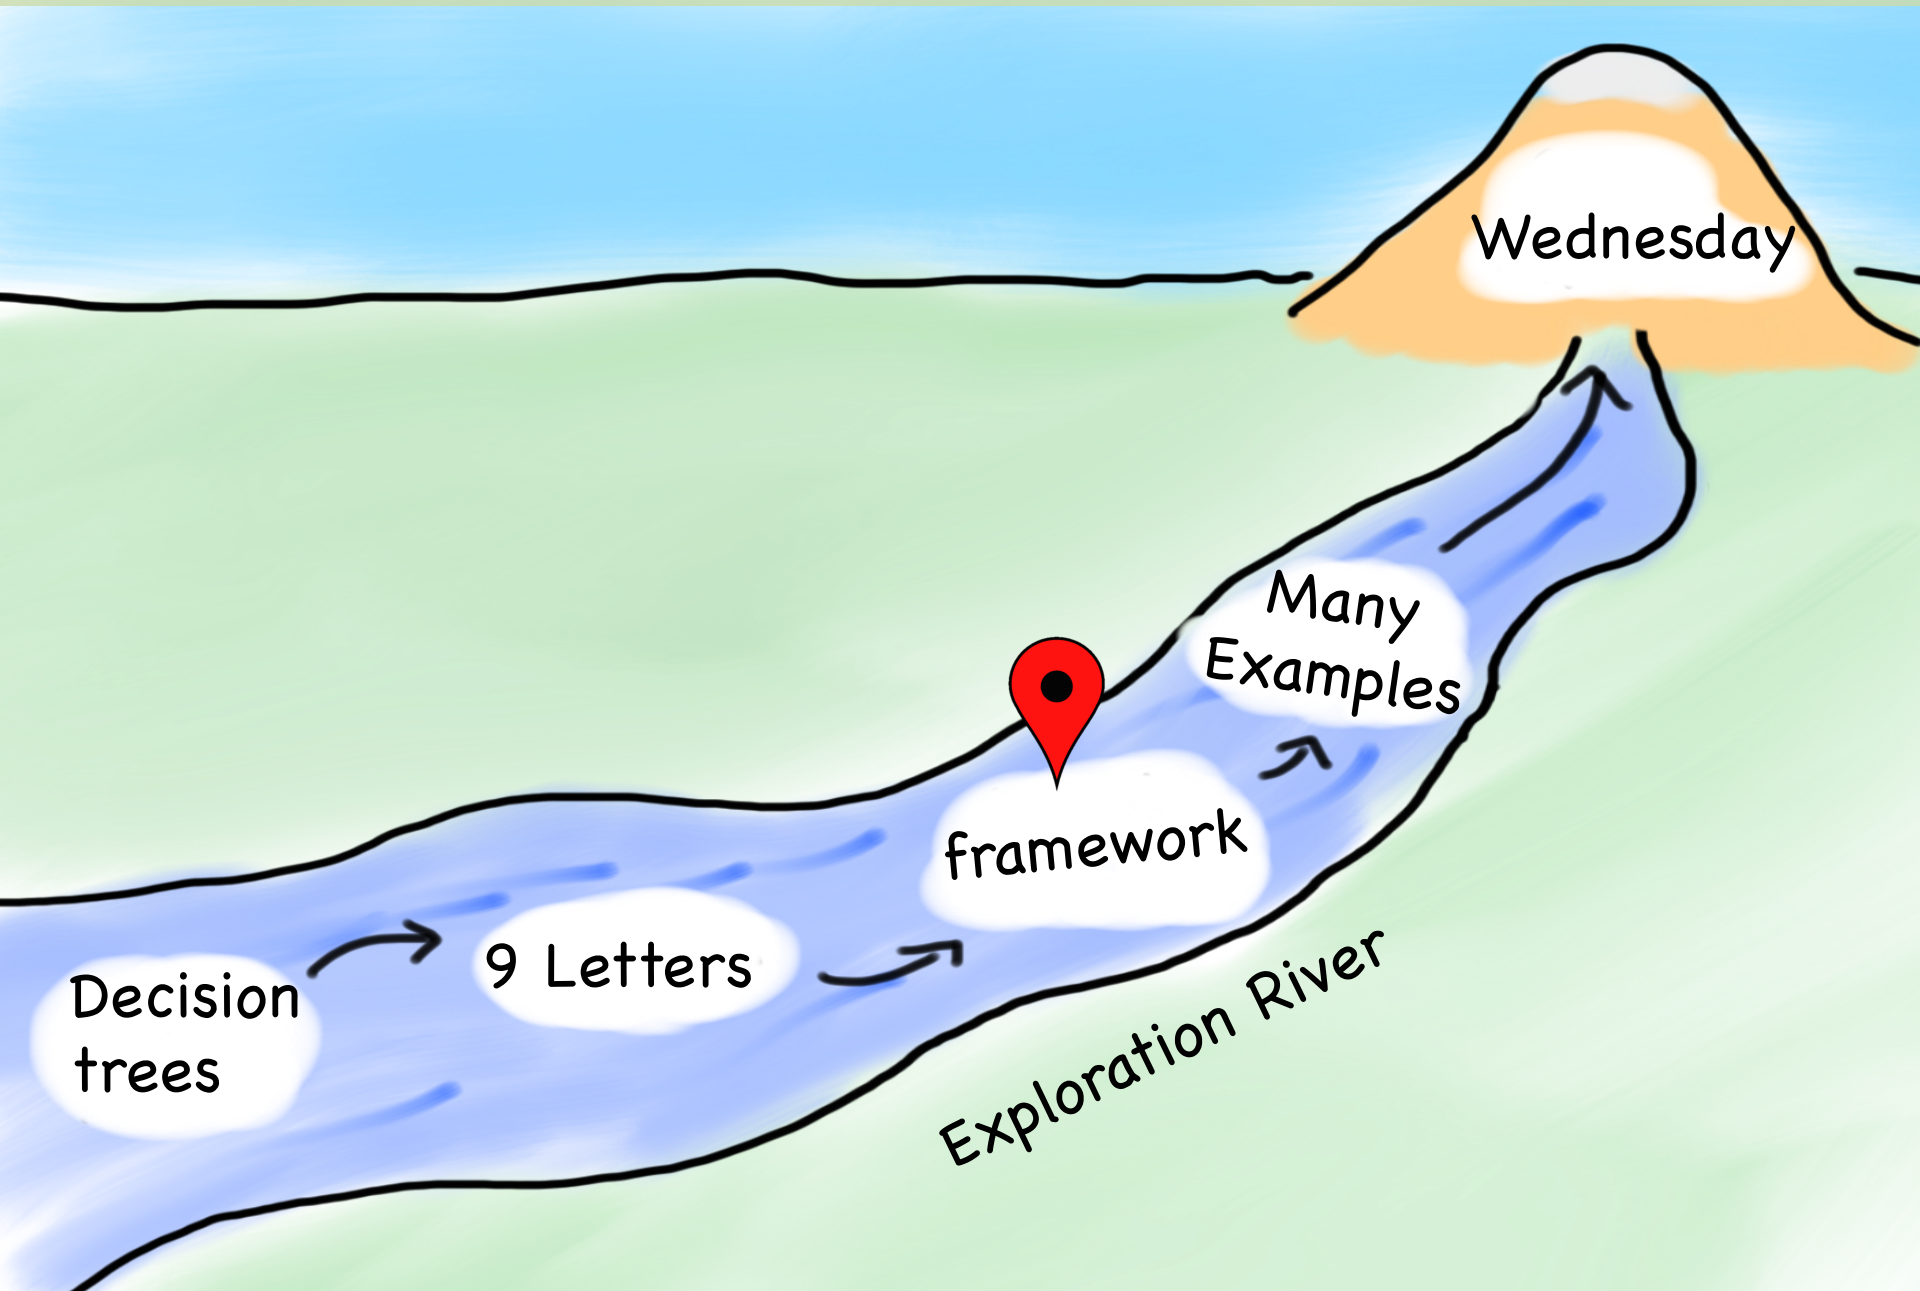 Wednesday
Many
Examples
framework
9 Letters
Decision
trees
Exploration River